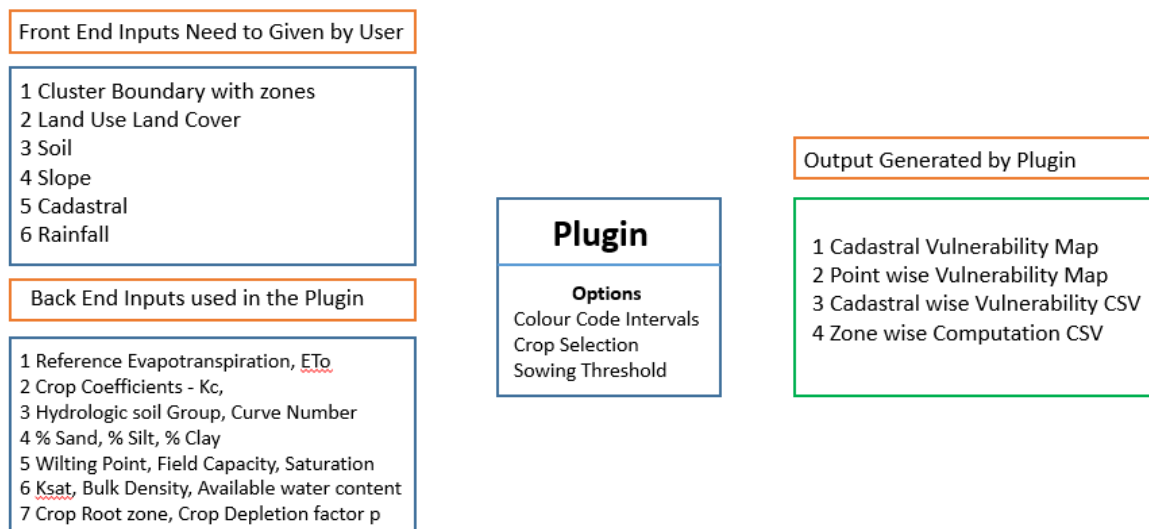 Front End Inputs Need to Given by User
1 Cluster Boundary with zones
2 Land Use Land Cover
3 Soil
4 Slope
5 Cadastral
6 Rainfall
Back End Inputs used in the Plugin
1 Reference Evapotranspiration, ETo
2 Crop Coefficients - Kc,
3 Hydrologic soil Group, Curve Number
4 % Sand, % Silt, % Clay
5 Wilting Point, Field Capacity, Saturation
6 Ksat, Bulk Density, Available water content
7 Crop Root zone, Crop Depletion factor p
Plugin
Options
Colour Code Intervals
Crop Selection
Sowing Threshold
Output Generated by Plugin
1 Cadastral Vulnerability Map
2 Point wise Vulnerability Map
3 Cadastral wise Vulnerability CSV
4 Zone wise Computation CSV